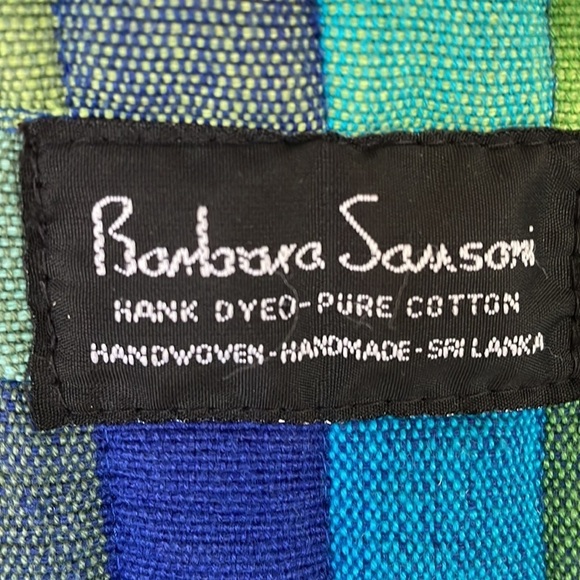 Barbara Sansoni
HANK DYED-PURE COTTON
HANDWOVEN-HANDMADE-SRI LANKA